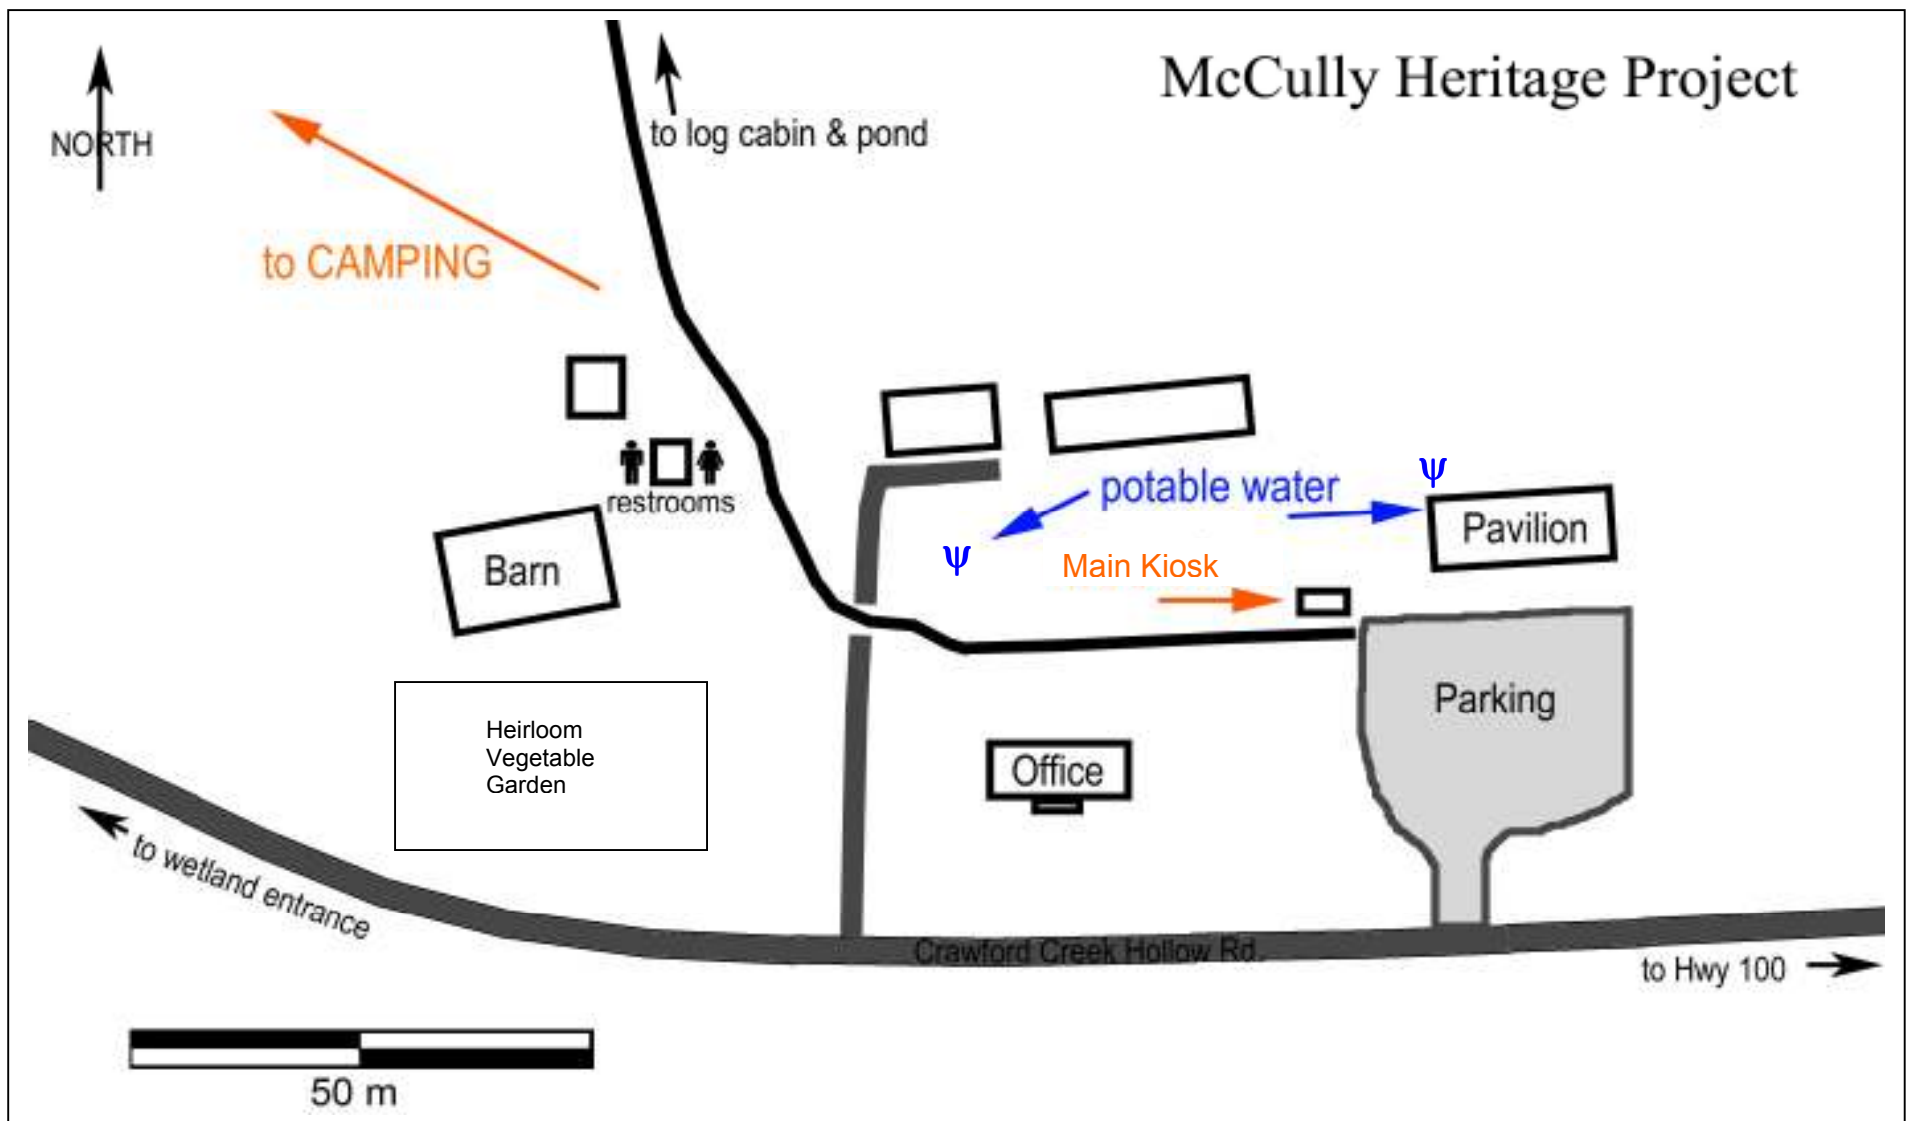 McCully Heritage Project
NORTH
to log cabin & pond
to CAMPING
restrooms
ψ
potable water
Pavilion
Barn
ψ
Main Kiosk
Parking
Heirloom
Vegetable
Garden
Office
to wetland entrance
Crawford Creek Hollow Rd.
to Hwy 100
50 m